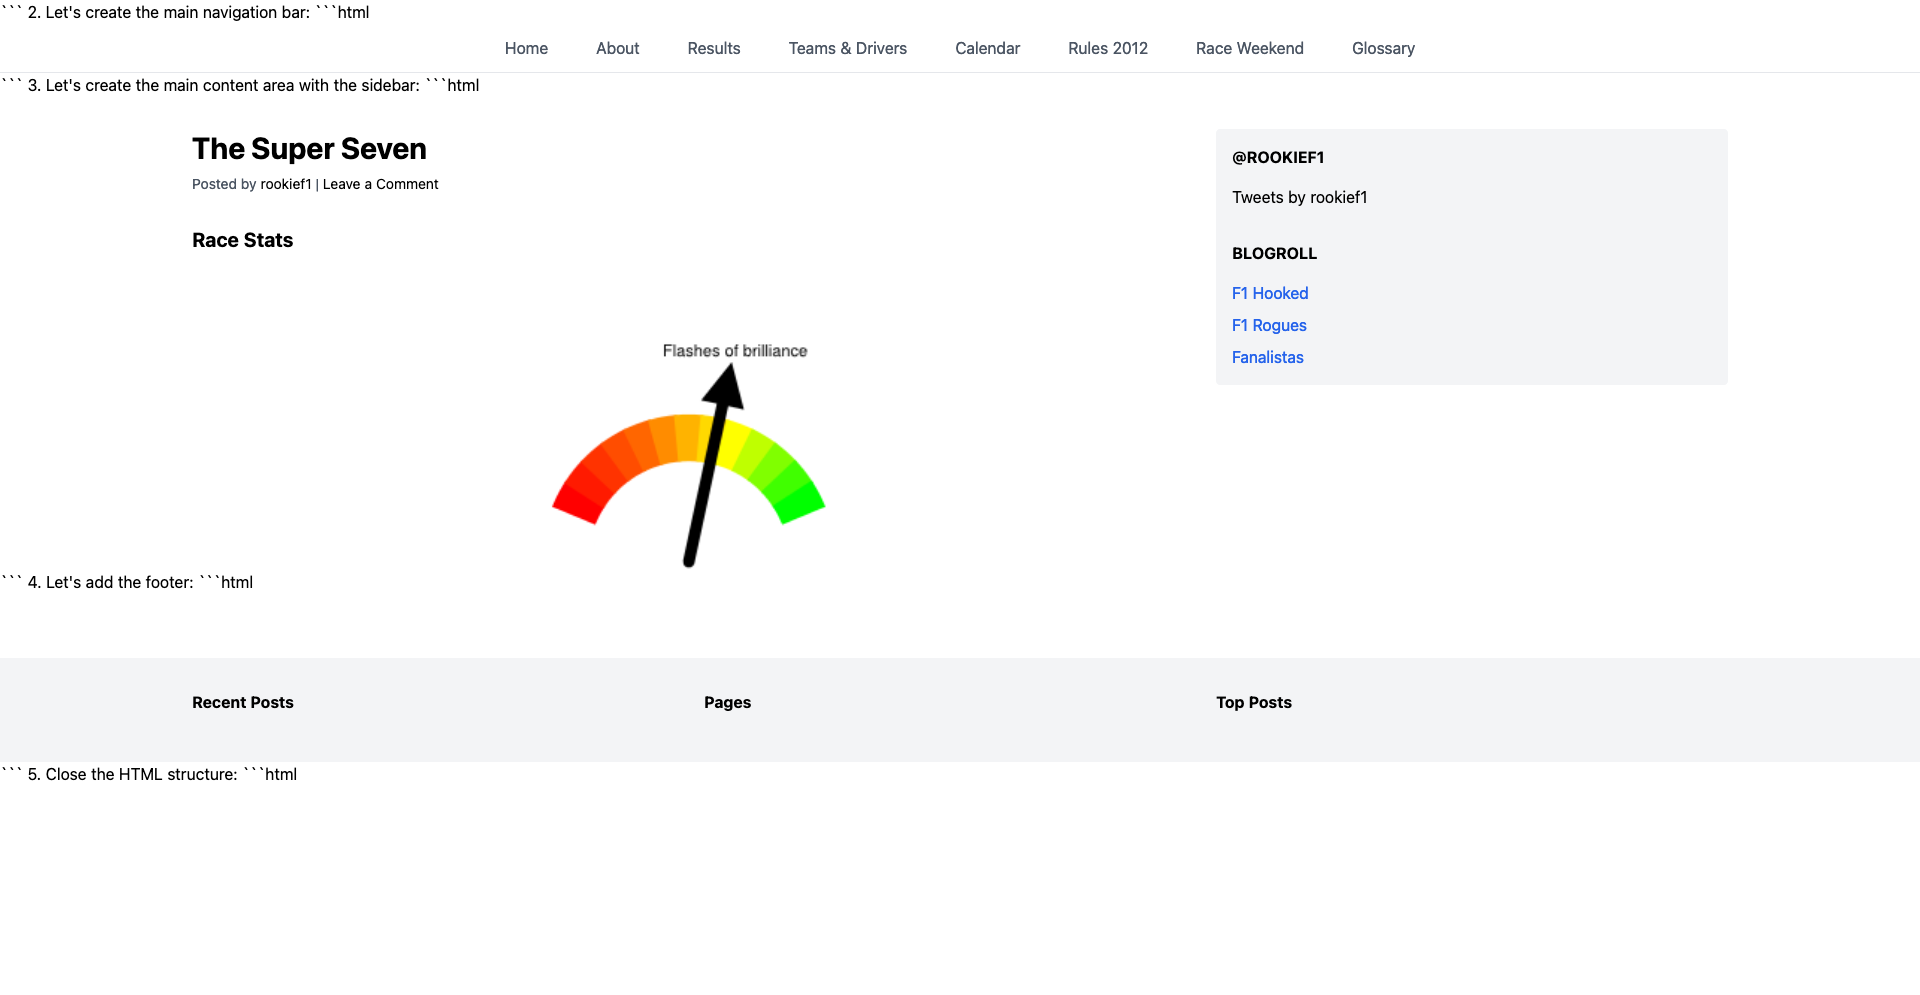 ``` 2. Let's create the main navigation bar: ```html
Home About Results Teams & Drivers Calendar Rules 2012 Race Weekend Glossary
``` 3. Let's create the main content area with the sidebar: ```html
The Super Seven
Posted by rookief1 | Leave a Comment
Race Stats
Flashes of brilliance
@ROOKIEF1
Tweets by rookief1
BLOGROLL
F1 Hooked
F1 Rogues
Fanalistas
``` 4. Let's add the footer: ```html
Recent Posts Pages Top Posts
``` 5. Close the HTML structure: ```html